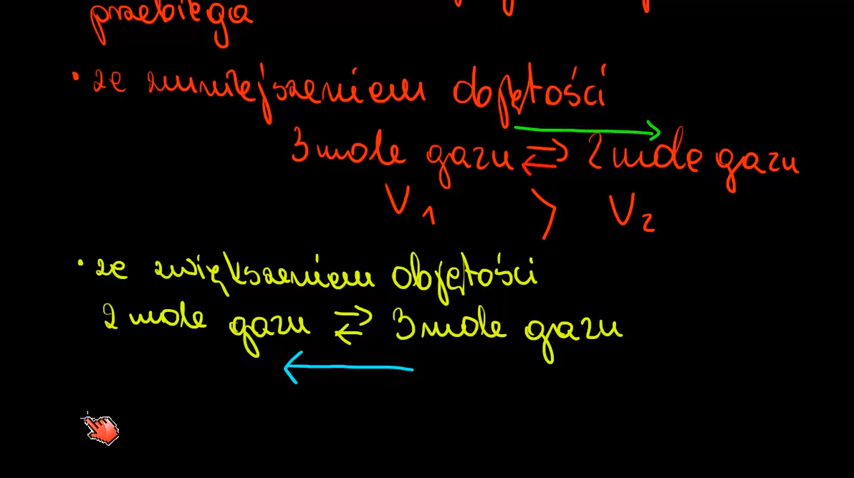 przebiega
• ze zmniejszeniem objętości
3 mole gazu ⇄ 2 mole gazu
V1 > V2
• ze zwiększeniem objętości
2 mole gazu ⇄ 3 mole gazu